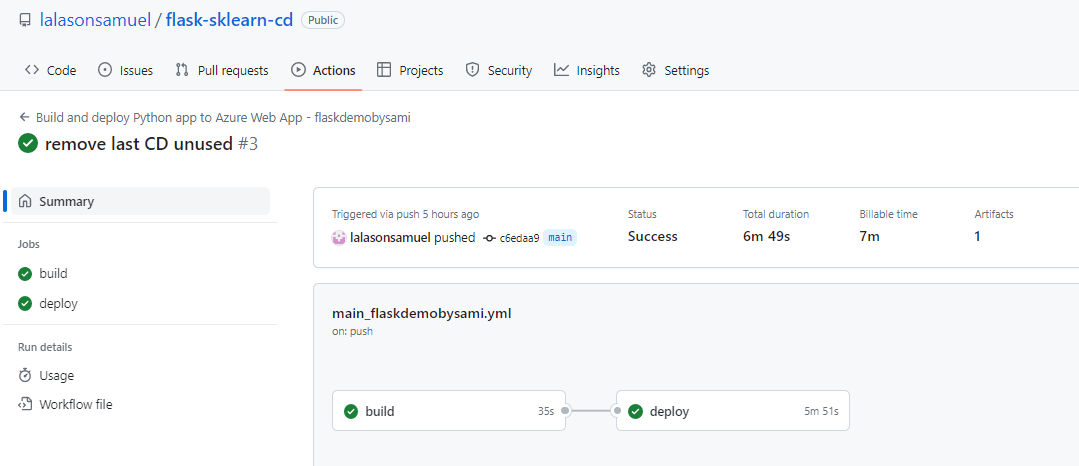 lalasonsamuel / flask-sklearn-cd Public
Code Issues Pull requests Actions Projects Security Insights Settings
Build and deploy Python app to Azure Web App - flaskdemobysami
remove last CD unused #3
Summary
Jobs
build
deploy
Run details
Usage
Workflow file
Triggered via push 5 hours ago Status Total duration Billable time Artifacts
lalasonsamuel pushed c6edaa9 main Success 6m 49s 7m 1
main_flaskdemobysami.yml
on: push
build 35s deploy 5m 51s